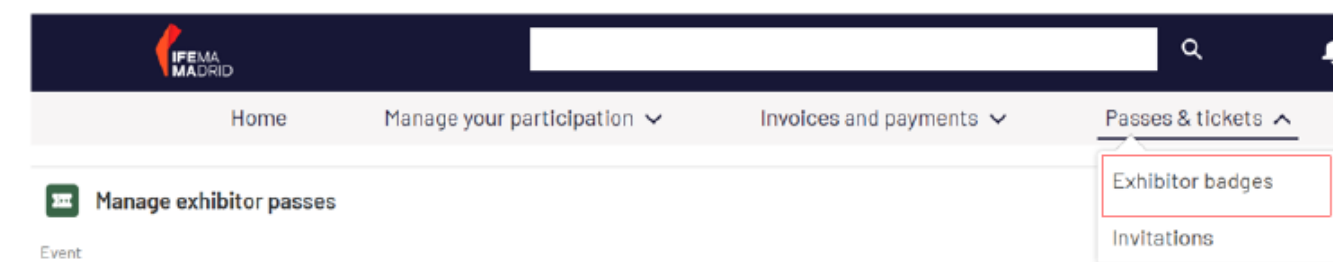 IFEMA
MADRID
Home Manage your participation Invoices and payments Passes & tickets
Manage exhibitor passes
Exhibitor badges
Event
Invitations